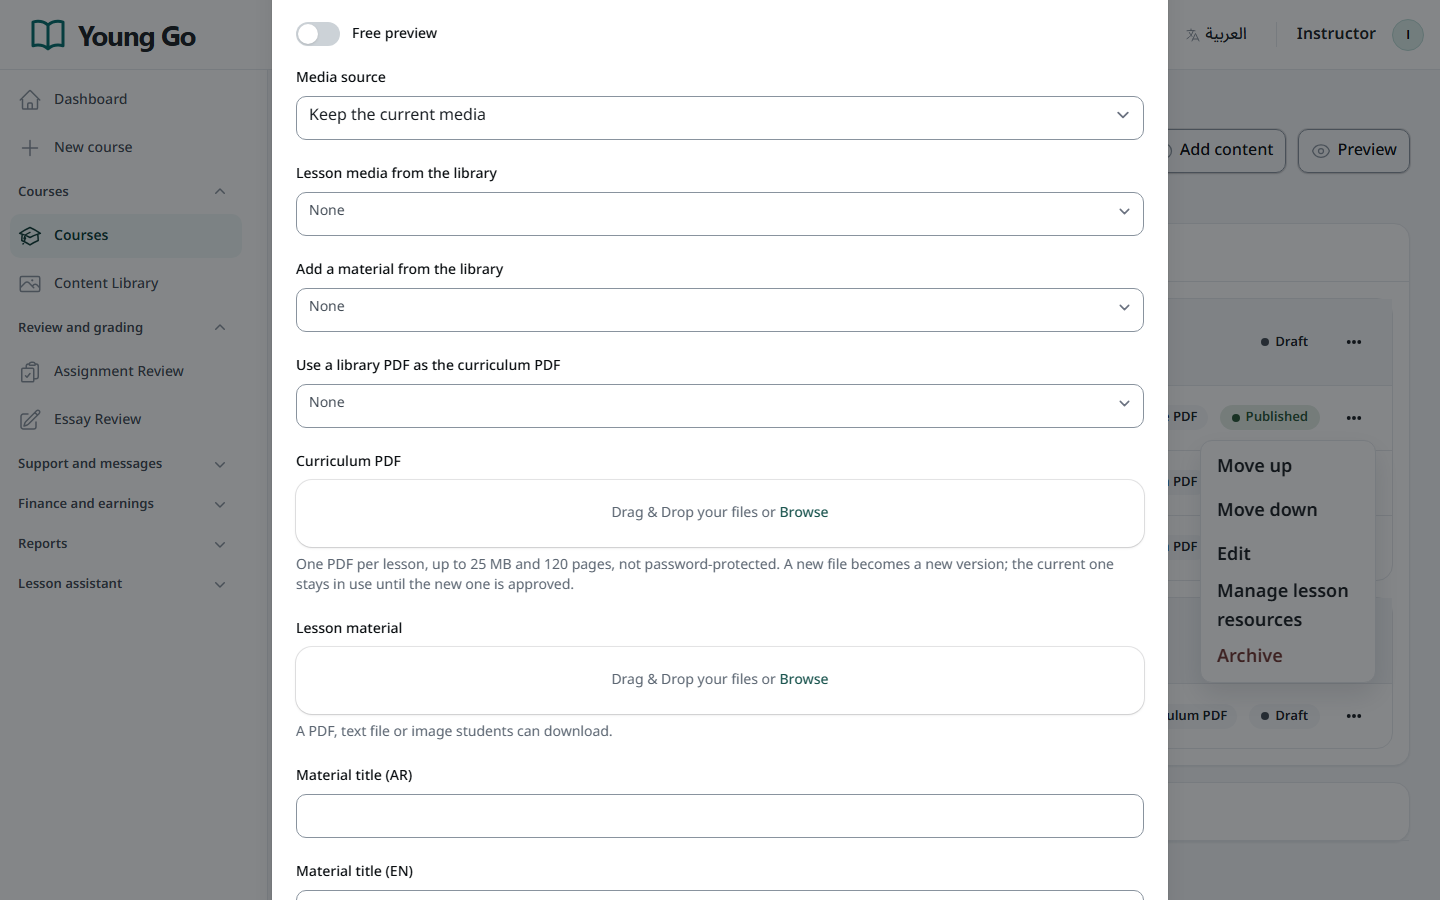 Young Go
العربية
Instructor
I
Dashboard
New course
Courses
Courses
Content Library
Review and grading
Assignment Review
Essay Review
Support and messages
Finance and earnings
Reports
Lesson assistant
Free preview
Media source
Keep the current media
Lesson media from the library
None
Add a material from the library
None
Use a library PDF as the curriculum PDF
None
Curriculum PDF
Drag & Drop your files or Browse
One PDF per lesson, up to 25 MB and 120 pages, not password-protected. A new file becomes a new version; the current one
stays in use until the new one is approved.
Lesson material
Drag & Drop your files or Browse
A PDF, text file or image students can download.
Material title (AR)
Material title (EN)
Add content
Preview
Draft
PDF
Published
Move up
PDF
Move down
PDF
Edit
Manage lesson
resources
Archive
PDF
Draft